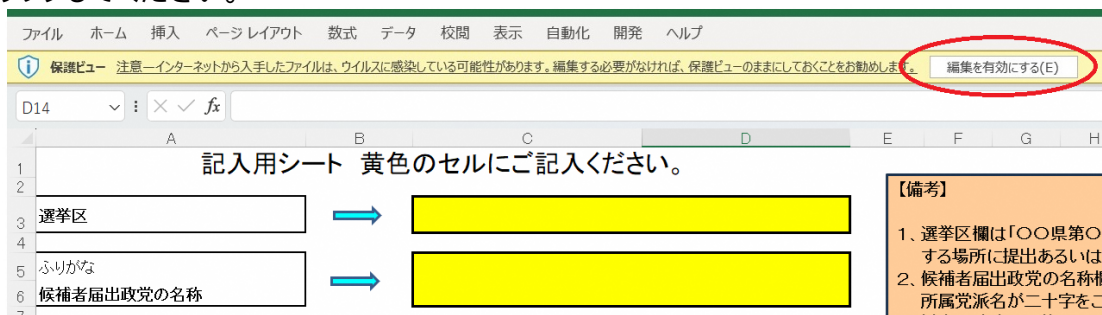 ックしてください。
ファイル ホーム 挿入 ページ レイアウト 数式 データ 校閲 表示 自動化 開発 ヘルプ
保護ビュー 注意―インターネットから入手したファイルは、ウイルスに感染している可能性があります。編集する必要がなければ、保護ビューのままにしておくことをお勧めします。 編集を有効にする(E)
D14 fx
A B C D E F G H
1 記入用シート 黄色のセルにご記入ください。
2 【備考】
3 選挙区
1、選挙区欄は「〇〇県第〇
4
する場所に提出あるいは
5 ふりがな
2、候補者届出政党の名称欄
6 候補者届出政党の名称
所属党派名が二十字をこ